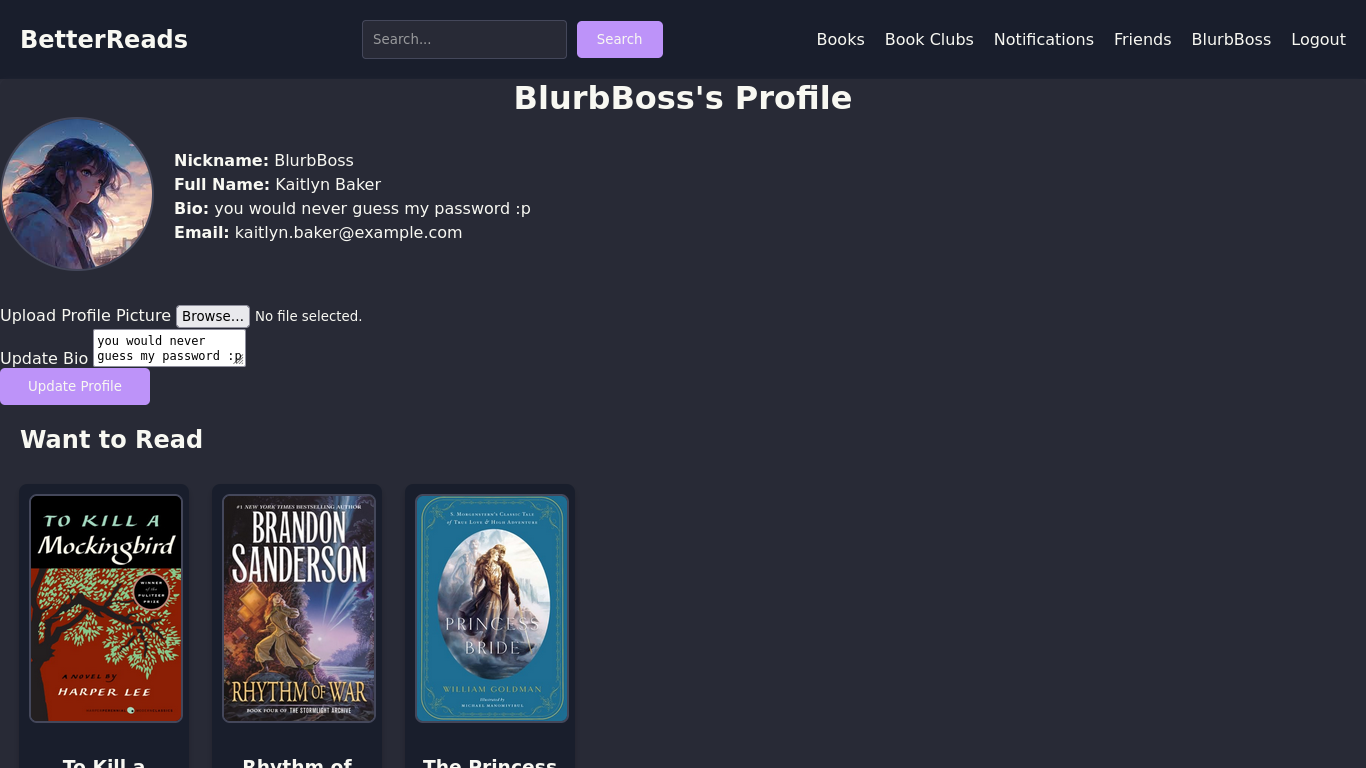 BetterReads
Search...
Search
Books
Book Clubs
Notifications
Friends
BlurbBoss
Logout
BlurbBoss's Profile
Nickname: BlurbBoss
Full Name: Kaitlyn Baker
Bio: you would never guess my password :p
Email: kaitlyn.baker@example.com
Upload Profile Picture Browse... No file selected.
Update Bio
you would never
guess my password :p
Update Profile
Want to Read
TO KILL A
Mockingbird
WINNER
of the
PULITZER
PRIZE
A NOVEL BY
HARPER LEE
#1 NEW YORK TIMES BESTSELLING AUTHOR
BRANDON
SANDERSON
RHYTHM OF WAR
BOOK FOUR OF THE STORMLIGHT ARCHIVE
S. MORGENSTERN'S CLASSIC TALE
OF TRUE LOVE & HIGH ADVENTURE
PRINCESS
BRIDE
WILLIAM GOLDMAN
Illustrated by
MICHAEL MANOMIVIBUL
To Kill a
Rhythm of
The Princess